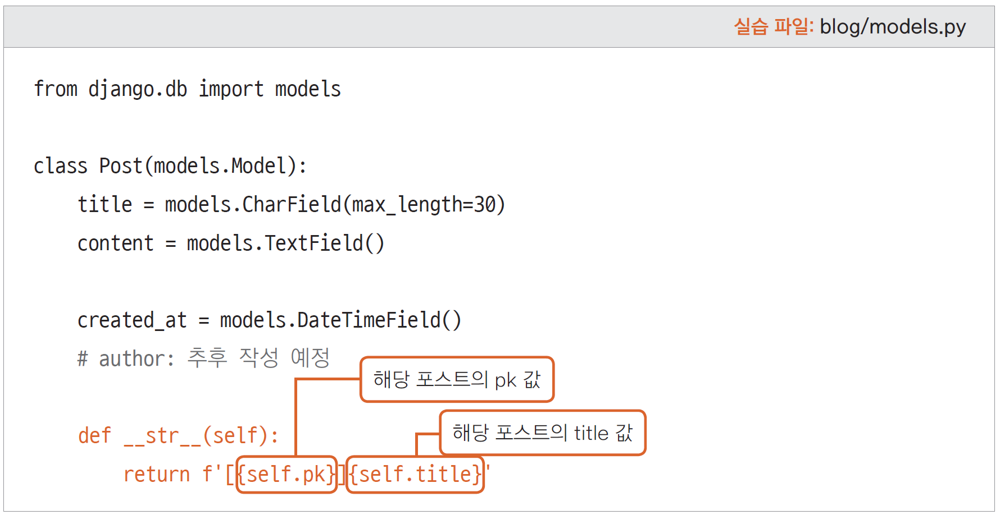 실습 파일: blog/models.py
from django.db import models
class Post(models.Model):
    title = models.CharField(max_length=30)
    content = models.TextField()
    created_at = models.DateTimeField()
    # author: 추후 작성 예정
해당 포스트의 pk 값
해당 포스트의 title 값
    def __str__(self):
        return f'[{self.pk}]{self.title}'